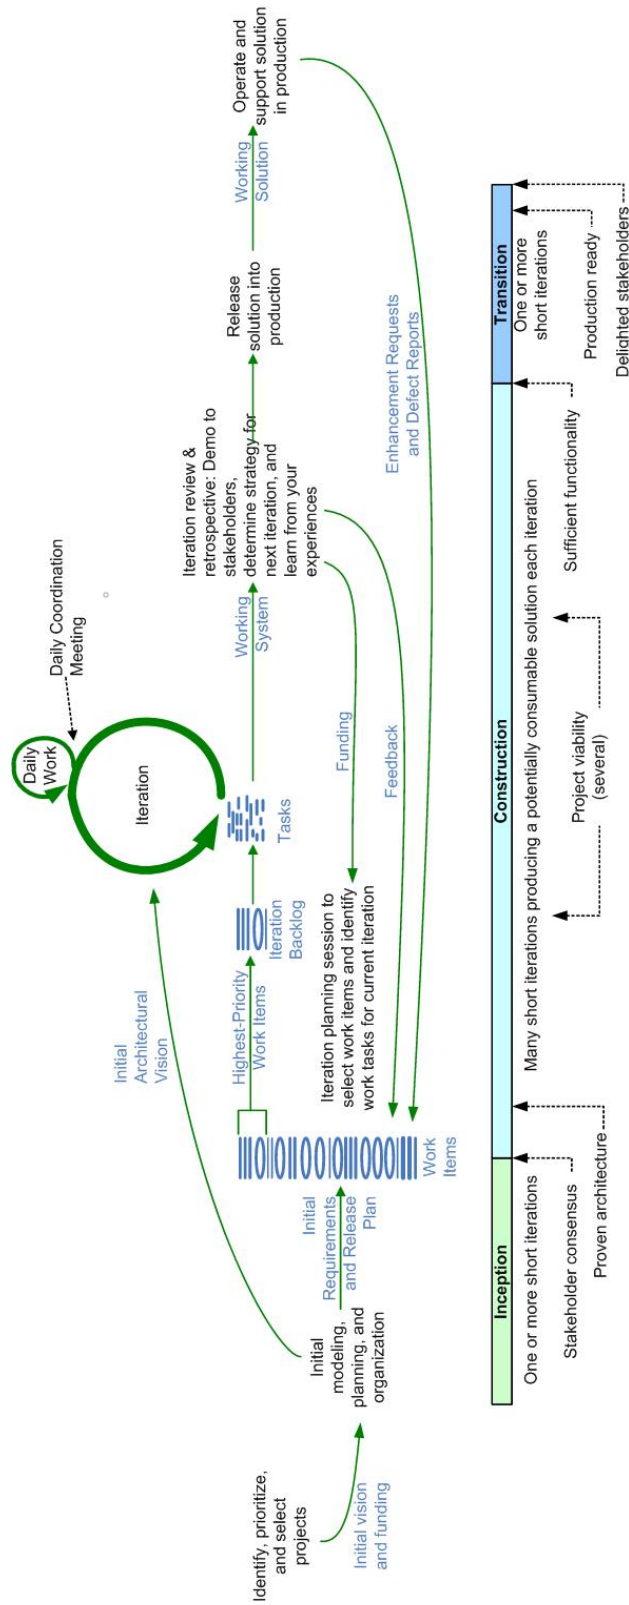 Identify, prioritize,
and select
projects
Initial vision
and funding
Initial
modeling,
planning, and
organization
Initial
Architectural
Vision
Initial
Requirements
and Release
Plan
Work
Items
Highest-Priority
Work Items
Iteration
Backlog
Tasks
Iteration
Daily
Work
Daily Coordination
Meeting
Iteration planning session to
select work items and identify
work tasks for current iteration
Working
System
Funding
Feedback
Iteration review &
retrospective: Demo to
stakeholders,
determine strategy for
next iteration, and
learn from your
experiences
Release
solution into
production
Working
Solution
Operate and
support solution
in production
Enhancement Requests
and Defect Reports
Inception
Construction
Transition
One or more short iterations
Many short iterations producing a potentially consumable solution each iteration
One or more
short iterations
Stakeholder consensus
Proven architecture
Project viability
(several)
Sufficient functionality
Production ready
Delighted stakeholders